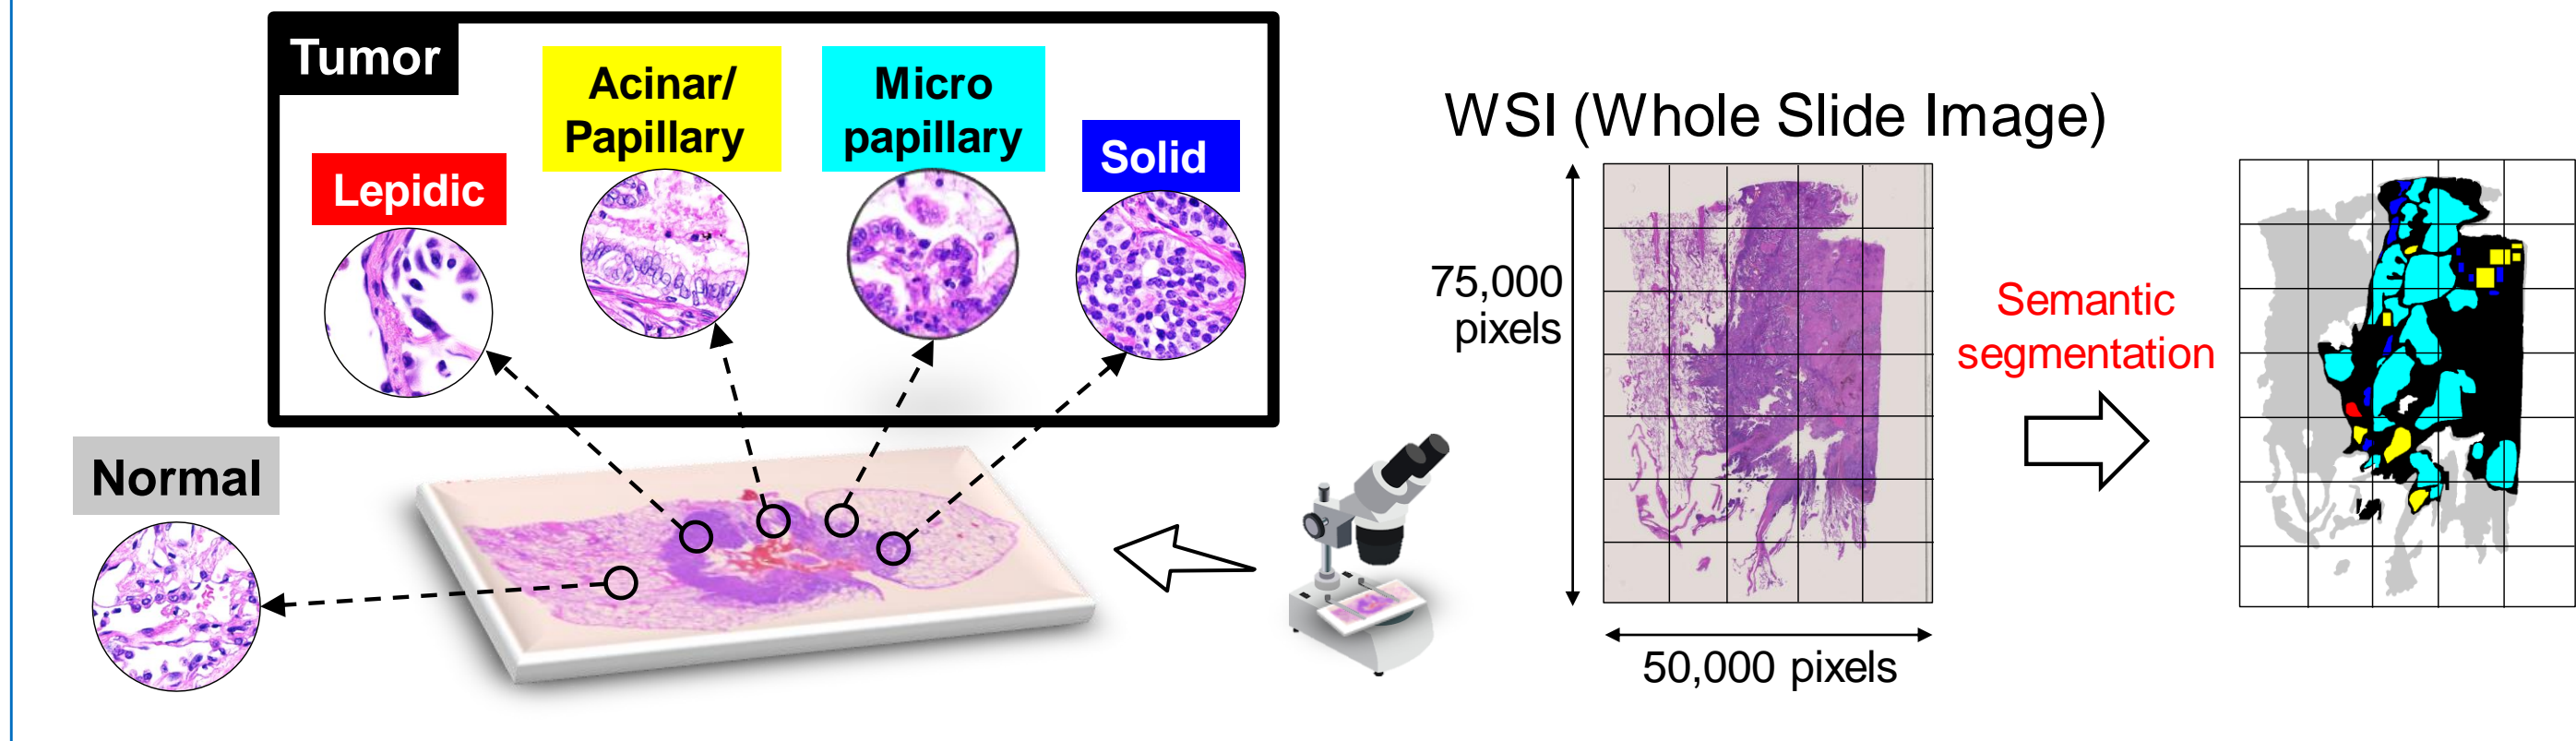 Tumor
Lepidic
Acinar/
Papillary
Micro
papillary
Solid
Normal
WSI (Whole Slide Image)
75,000
pixels
50,000 pixels
Semantic
segmentation